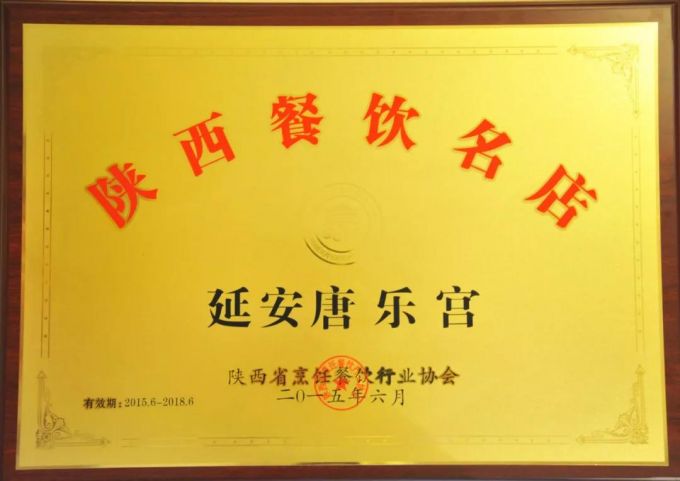 陕西餐饮名店
延安唐乐宫
陕西省烹饪餐饮行业协会
二〇一五年六月
有效期:2015.6-2018.6